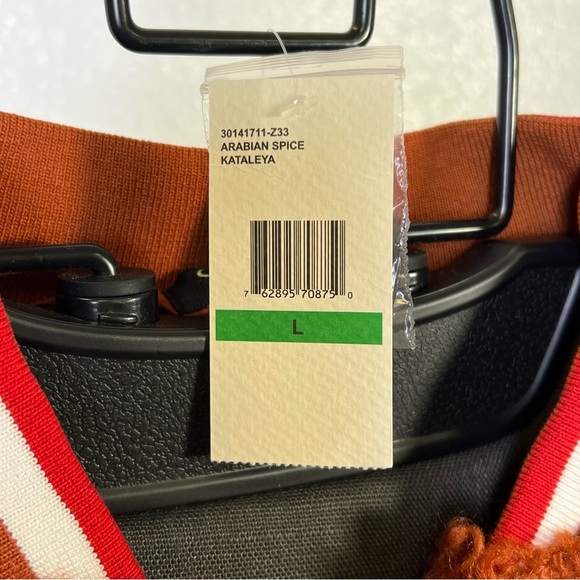 30141711-Z33
ARABIAN SPICE
KATALEYA
7 62895 70875 0
L